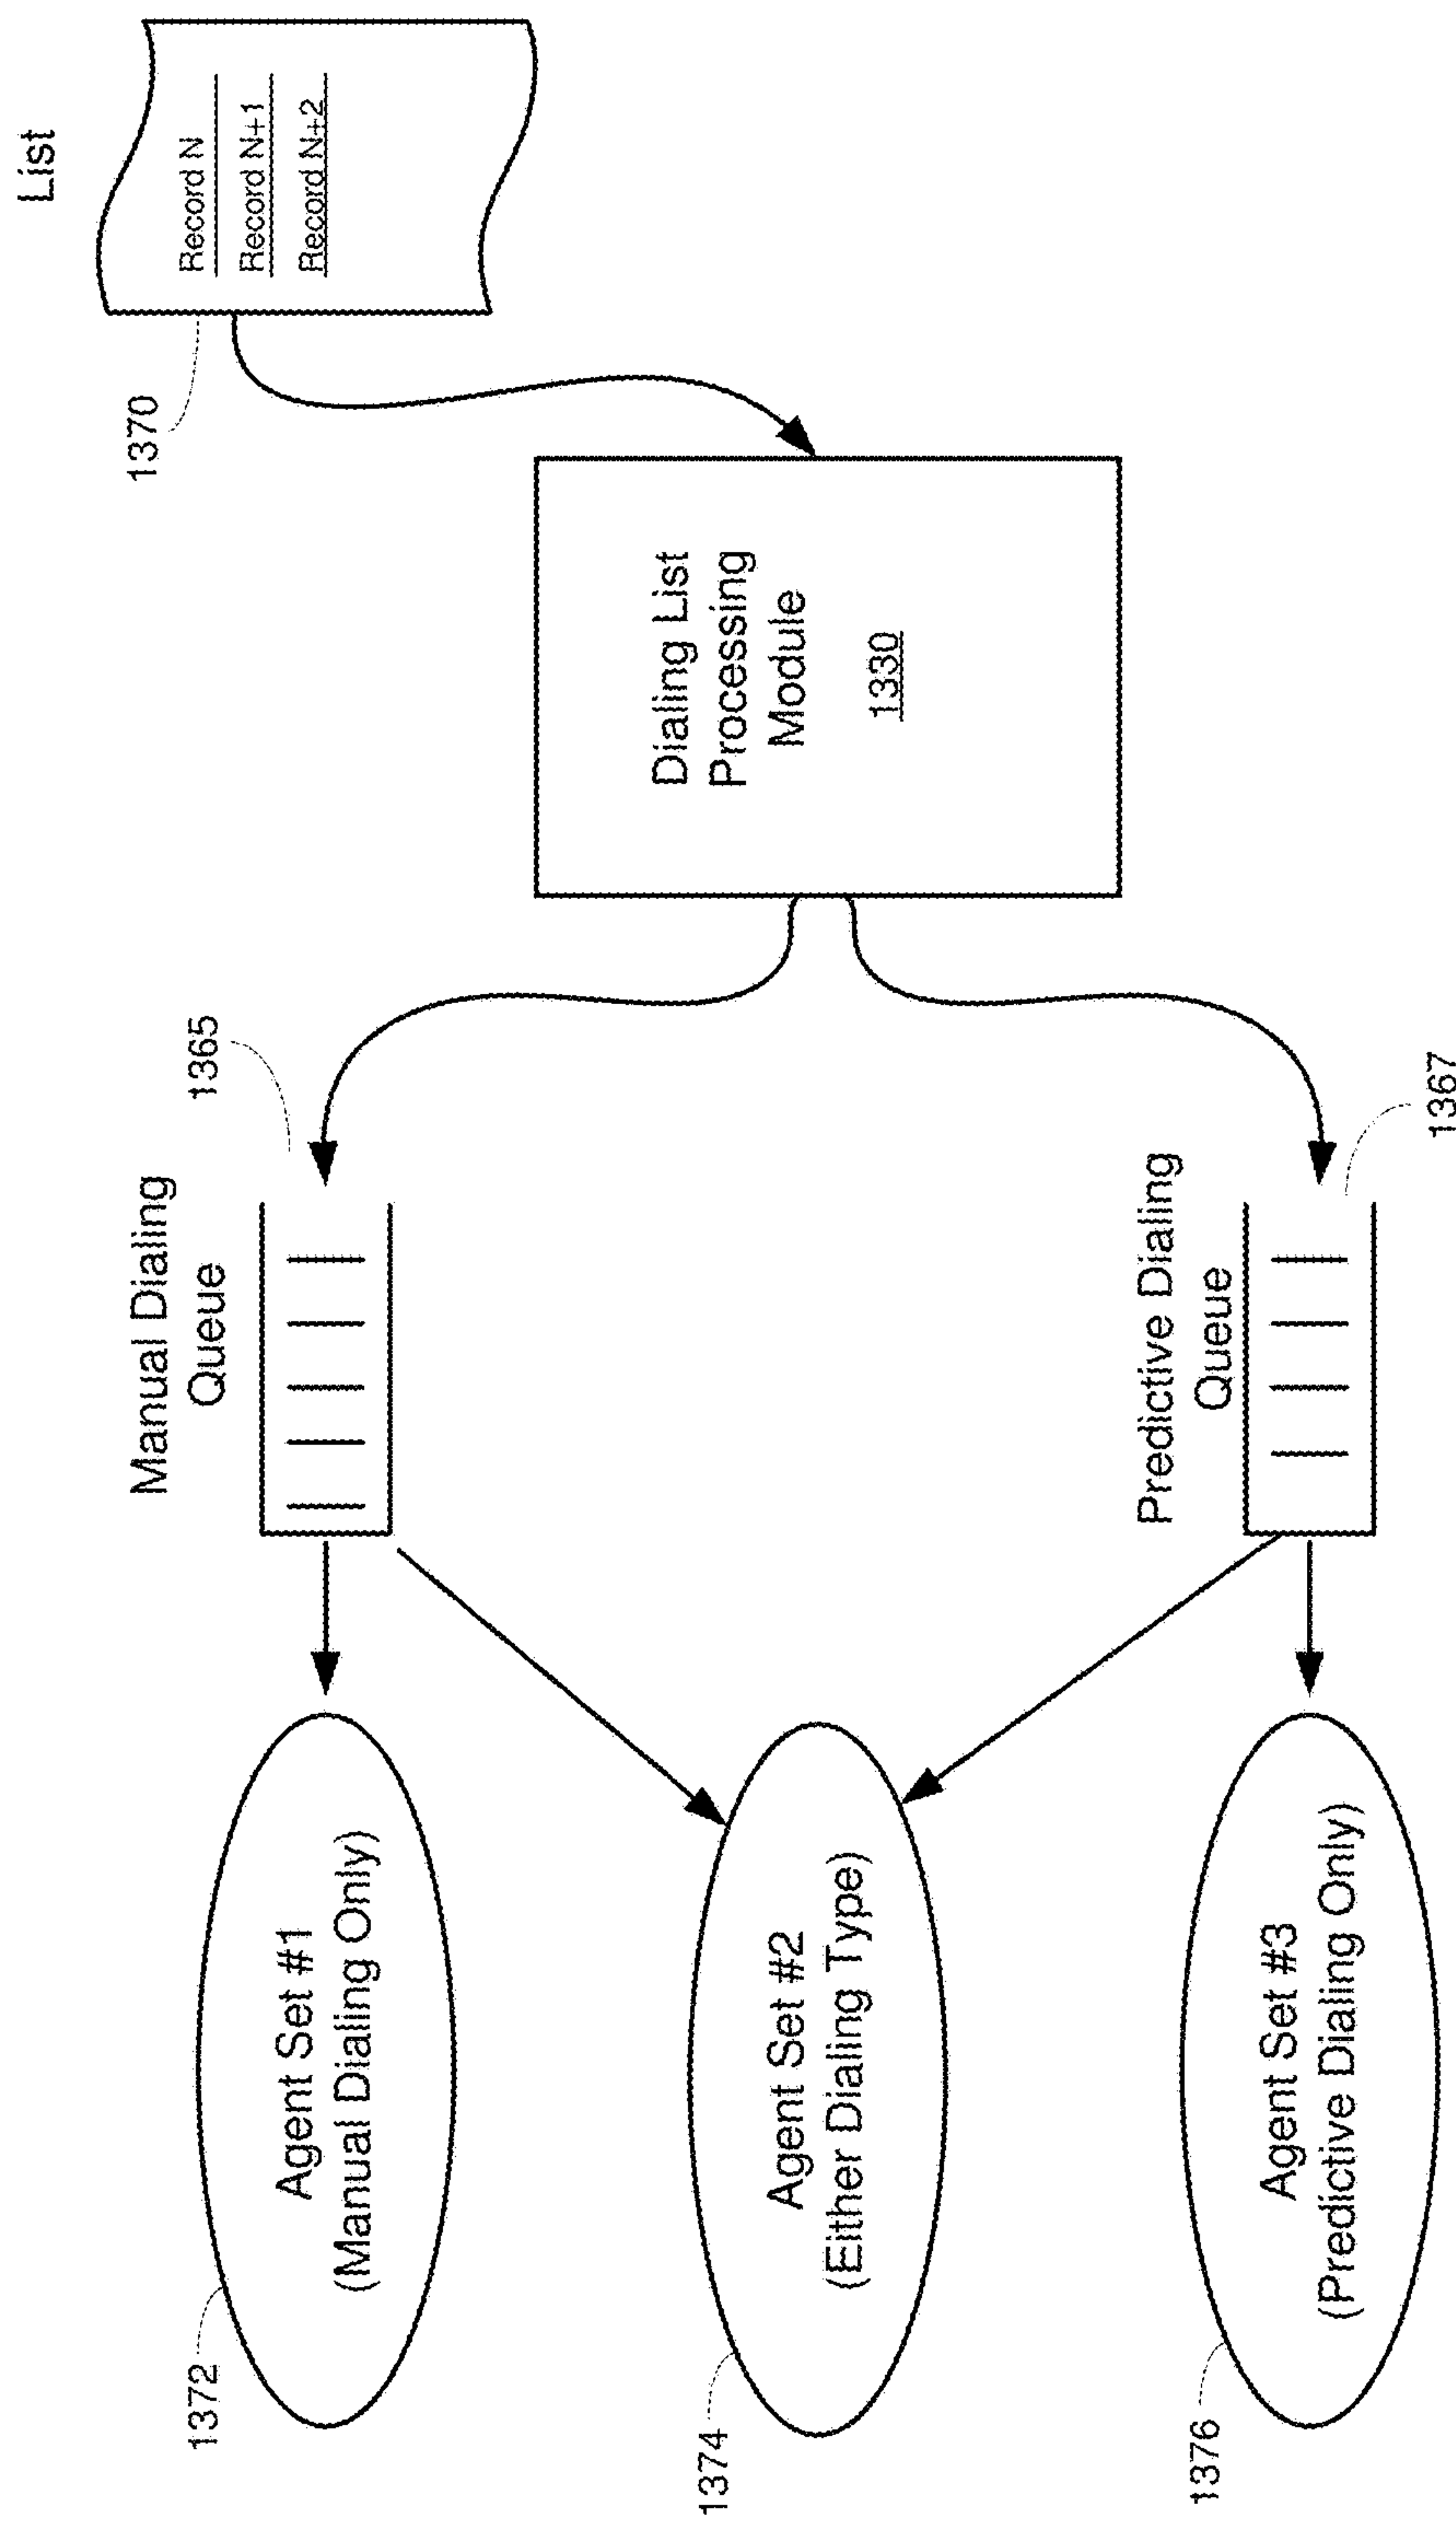 List
Record N
Record N+1
Record N+2
1370
Dialing List
Processing
Module
1330
1365
Manual Dialing
Queue
1367
Predictive Dialing
Queue
Agent Set #1
(Manual Dialing Only)
1372
Agent Set #2
(Either Dialing Type)
1374
Agent Set #3
(Predictive Dialing Only)
1376